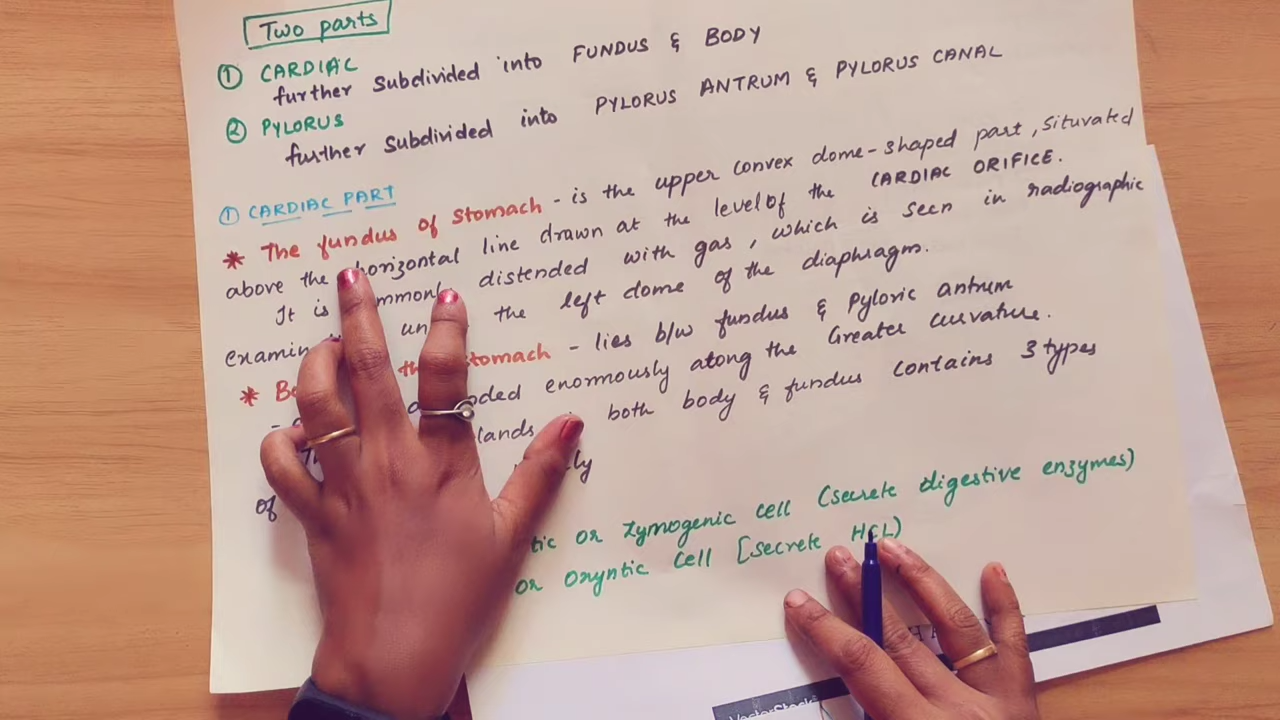 Two parts
① CARDIAC
further subdivided into FUNDUS & BODY
② PYLORUS
further subdivided into PYLORUS ANTRUM & PYLORUS CANAL
① CARDIAC PART
* The fundus of stomach - is the upper convex dome-shaped part, situvated
above the horizontal line drawn at the level of the CARDIAC ORIFICE.
It is distended with gas, which is seen in radiographic
the left dome of the diaphragm.
* stomach - lies b/w fundus & pyloric antrum
enormously along the Greater curvature.
both body & fundus contains 3 types
of
or zymogenic cell (secrete digestive enzymes)
or oxyntic cell [secrete HCL)